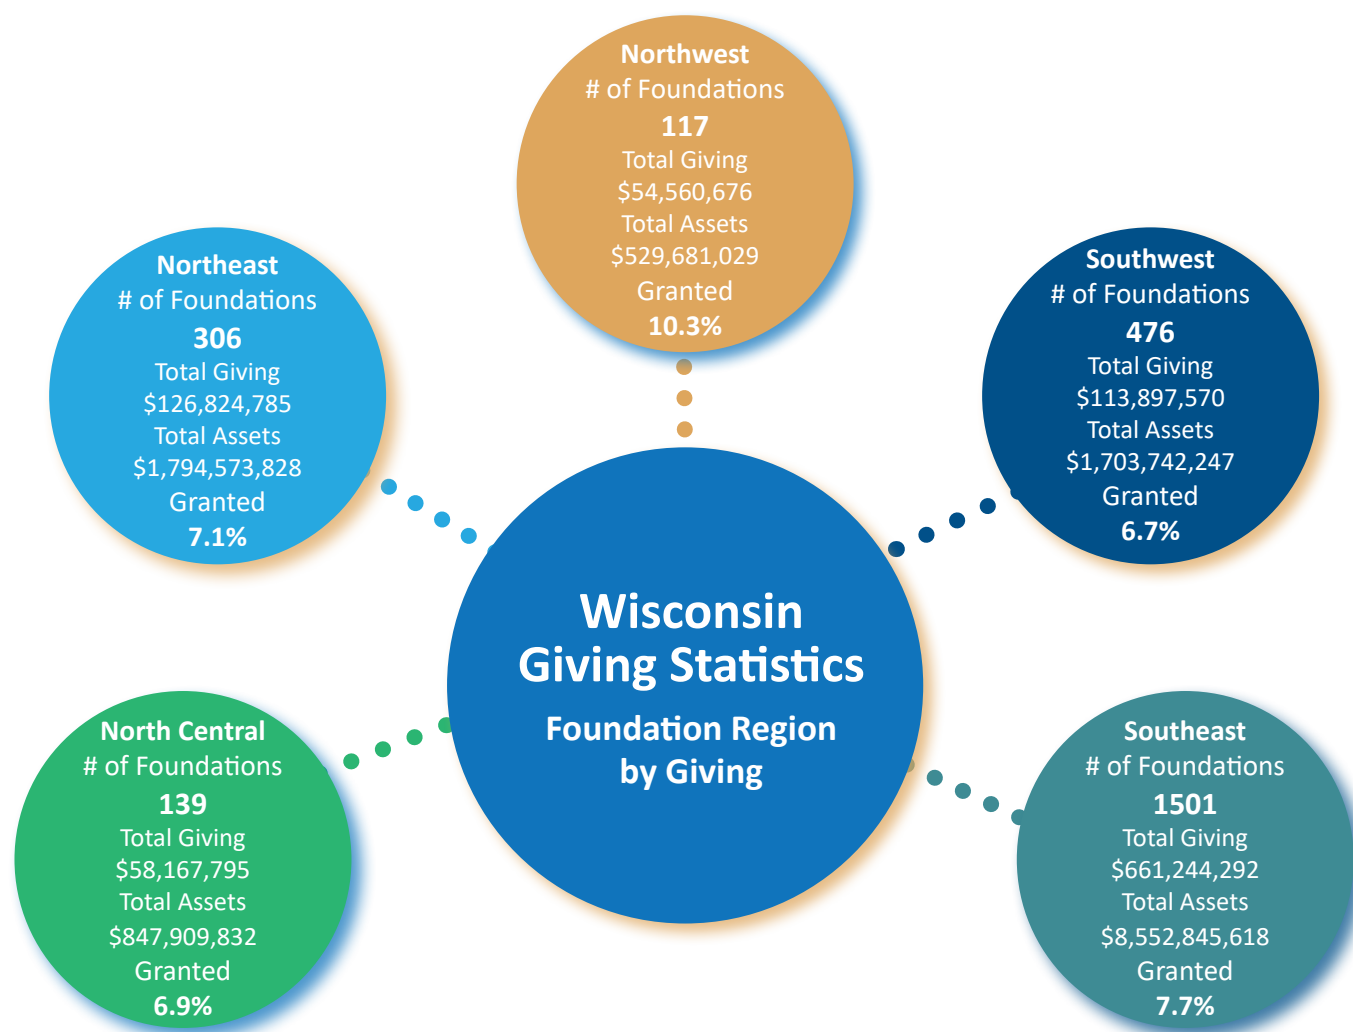 Northwest
# of Foundations
117
Total Giving
$54,560,676
Total Assets
$529,681,029
Granted
10.3%
Northeast
# of Foundations
306
Total Giving
$126,824,785
Total Assets
$1,794,573,828
Granted
7.1%
Southwest
# of Foundations
476
Total Giving
$113,897,570
Total Assets
$1,703,742,247
Granted
6.7%
Wisconsin
Giving Statistics
Foundation Region
by Giving
North Central
# of Foundations
139
Total Giving
$58,167,795
Total Assets
$847,909,832
Granted
6.9%
Southeast
# of Foundations
1501
Total Giving
$661,244,292
Total Assets
$8,552,845,618
Granted
7.7%